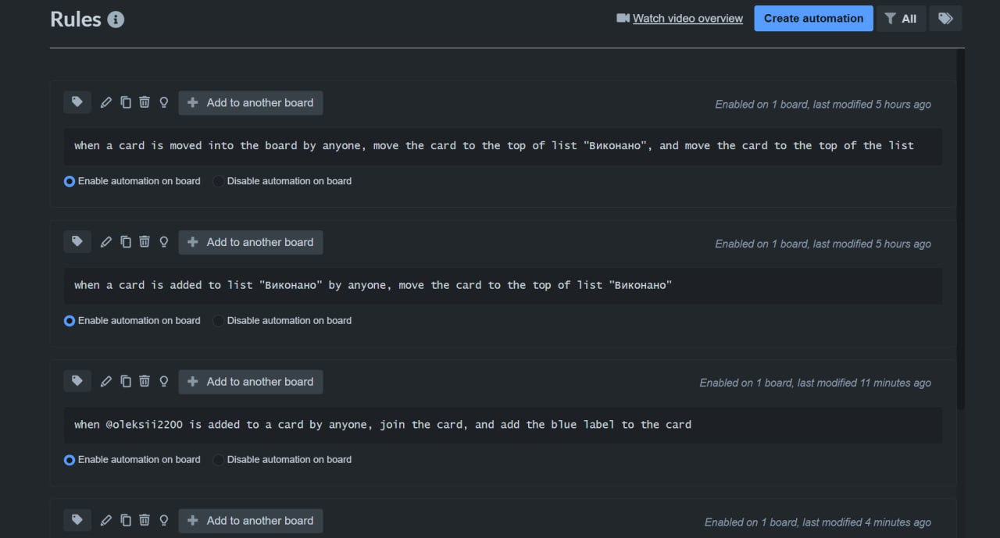 Rules
Watch video overview
Create automation
All
Add to another board
Enabled on 1 board, last modified 5 hours ago
when a card is moved into the board by anyone, move the card to the top of list "Виконано", and move the card to the top of the list
Enable automation on board
Disable automation on board
Add to another board
Enabled on 1 board, last modified 5 hours ago
when a card is added to list "Виконано" by anyone, move the card to the top of list "Виконано"
Enable automation on board
Disable automation on board
Add to another board
Enabled on 1 board, last modified 11 minutes ago
when @oleksii2200 is added to a card by anyone, join the card, and add the blue label to the card
Enable automation on board
Disable automation on board
Add to another board
Enabled on 1 board, last modified 4 minutes ago